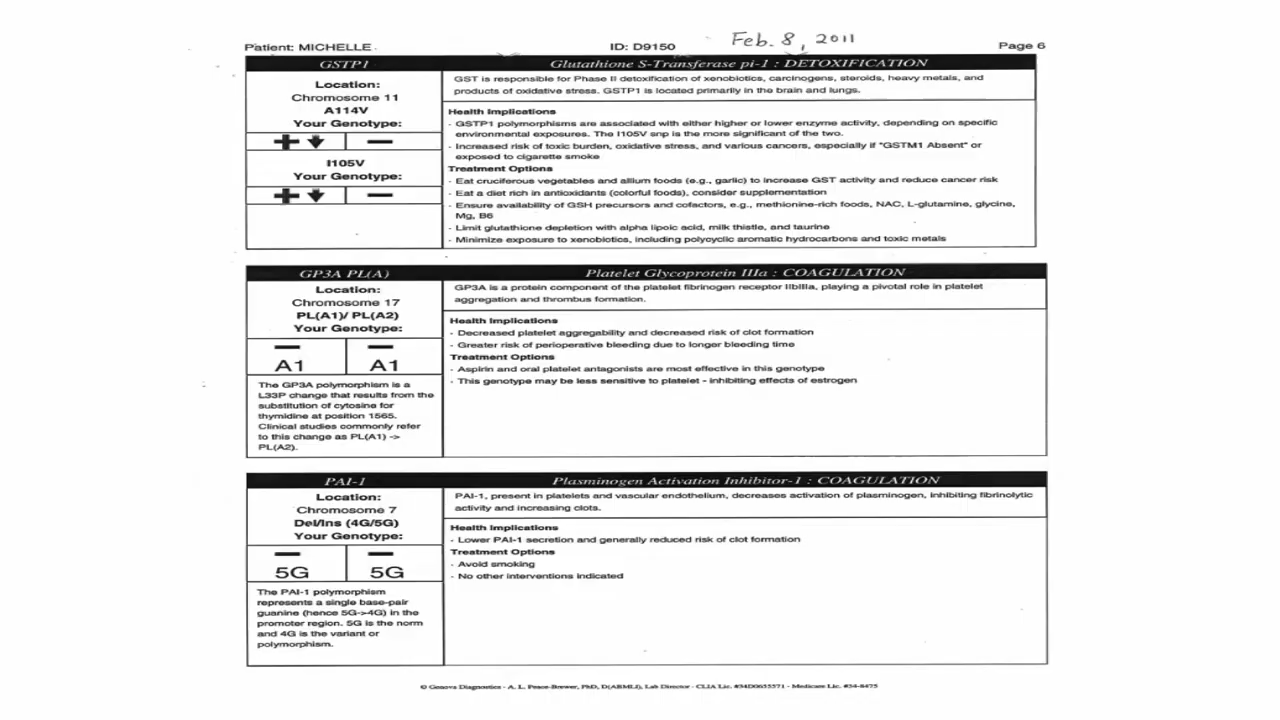 Patient: MICHELLE
ID: D9150
Feb. 8, 2011
Page 6
GSTP1
Glutathione S-Transferase pi-1 : DETOXIFICATION
Location:
Chromosome 11
A114V
Your Genotype:
+ −
I105V
Your Genotype:
+ −
GST is responsible for Phase II detoxification of xenobiotics, carcinogens, steroids, heavy metals, and
products of oxidative stress. GSTP1 is located primarily in the brain and lungs.
Health Implications
- GSTP1 polymorphisms are associated with either higher or lower enzyme activity, depending on specific
environmental exposures. The I105V snp is the more significant of the two.
- Increased risk of toxic burden, oxidative stress, and various cancers, especially if "GSTM1 Absent" or
exposed to cigarette smoke
Treatment Options
- Eat cruciferous vegetables and allium foods (e.g., garlic) to increase GST activity and reduce cancer risk
- Eat a diet rich in antioxidants (colorful foods), consider supplementation
- Ensure availability of GSH precursors and cofactors, e.g., methionine-rich foods, NAC, L-glutamine, glycine,
Mg, B6
- Limit glutathione depletion with alpha lipoic acid, milk thistle, and taurine
- Minimize exposure to xenobiotics, including polycyclic aromatic hydrocarbons and toxic metals
GP3A PL(A)
Platelet Glycoprotein IIIa : COAGULATION
Location:
Chromosome 17
PL(A1)/ PL(A2)
Your Genotype:
− −
A1 A1
The GP3A polymorphism is a
L33P change that results from the
substitution of cytosine for
thymidine at position 1565.
Clinical studies commonly refer
to this change as PL(A1) ->
PL(A2).
GP3A is a protein component of the platelet fibrinogen receptor IIbIIIa, playing a pivotal role in platelet
aggregation and thrombus formation.
Health Implications
- Decreased platelet aggregability and decreased risk of clot formation
- Greater risk of perioperative bleeding due to longer bleeding time
Treatment Options
- Aspirin and oral platelet antagonists are most effective in this genotype
- This genotype may be less sensitive to platelet - inhibiting effects of estrogen
PAI-1
Plasminogen Activation Inhibitor-1 : COAGULATION
Location:
Chromosome 7
Del/Ins (4G/5G)
Your Genotype:
− −
5G 5G
The PAI-1 polymorphism
represents a single base-pair
guanine (hence 5G->4G) in the
promoter region. 5G is the norm
and 4G is the variant or
polymorphism.
PAI-1, present in platelets and vascular endothelium, decreases activation of plasminogen, inhibiting fibrinolytic
activity and increasing clots.
Health Implications
- Lower PAI-1 secretion and generally reduced risk of clot formation
Treatment Options
- Avoid smoking
- No other interventions indicated
© Genova Diagnostics - A. L. Peace-Brewer, PhD, D(ABMLI), Lab Director - CLIA Lic. #34D0655571 - Medicare Lic. #34-8475